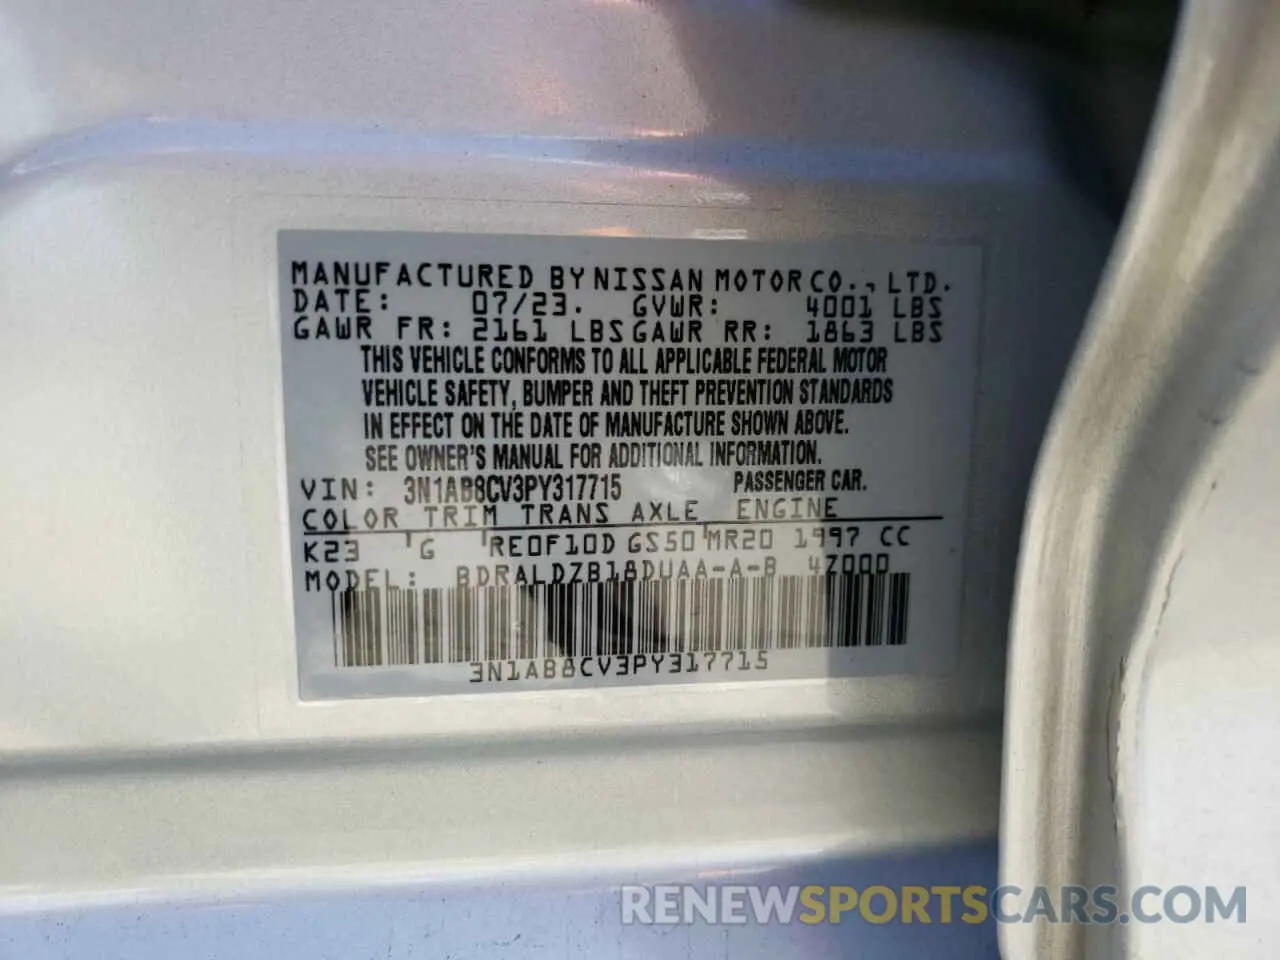 MANUFACTURED BY NISSAN MOTOR CO., LTD.
DATE: 07/23. GVWR: 4001 LBS
GAWR FR: 2161 LBS GAWR RR: 1863 LBS
THIS VEHICLE CONFORMS TO ALL APPLICABLE FEDERAL MOTOR
VEHICLE SAFETY, BUMPER AND THEFT PREVENTION STANDARDS
IN EFFECT ON THE DATE OF MANUFACTURE SHOWN ABOVE.
SEE OWNER'S MANUAL FOR ADDITIONAL INFORMATION.
VIN: 3N1AB8CV3PY317715 PASSENGER CAR.
COLOR TRIM TRANS AXLE ENGINE
K23 G RE0F10D GS50 MR20 1997 CC
MODEL: BDRALDZB18DUAA-A-B 4Z000
3N1AB8CV3PY317715
RENEWSPORTSCARS.COM